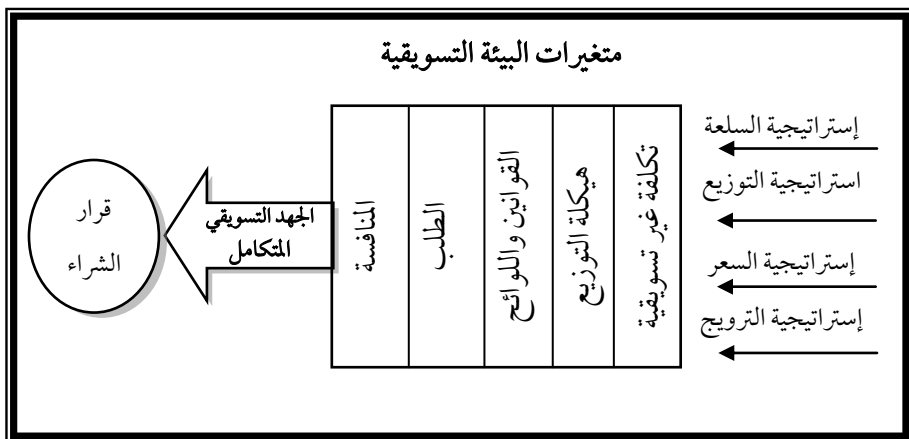 متغيرات البيئة التسويقية
إستراتيجية السلعة
استراتيجية التوزيع
إستراتيجية السعر
إستراتيجية الترويج
تكلفة غير تسويقية
هيكلة التوزيع
القوانين واللوائح
الطلب
المنافسة
الجهد التسويقي
المتكامل
قرار
الشراء